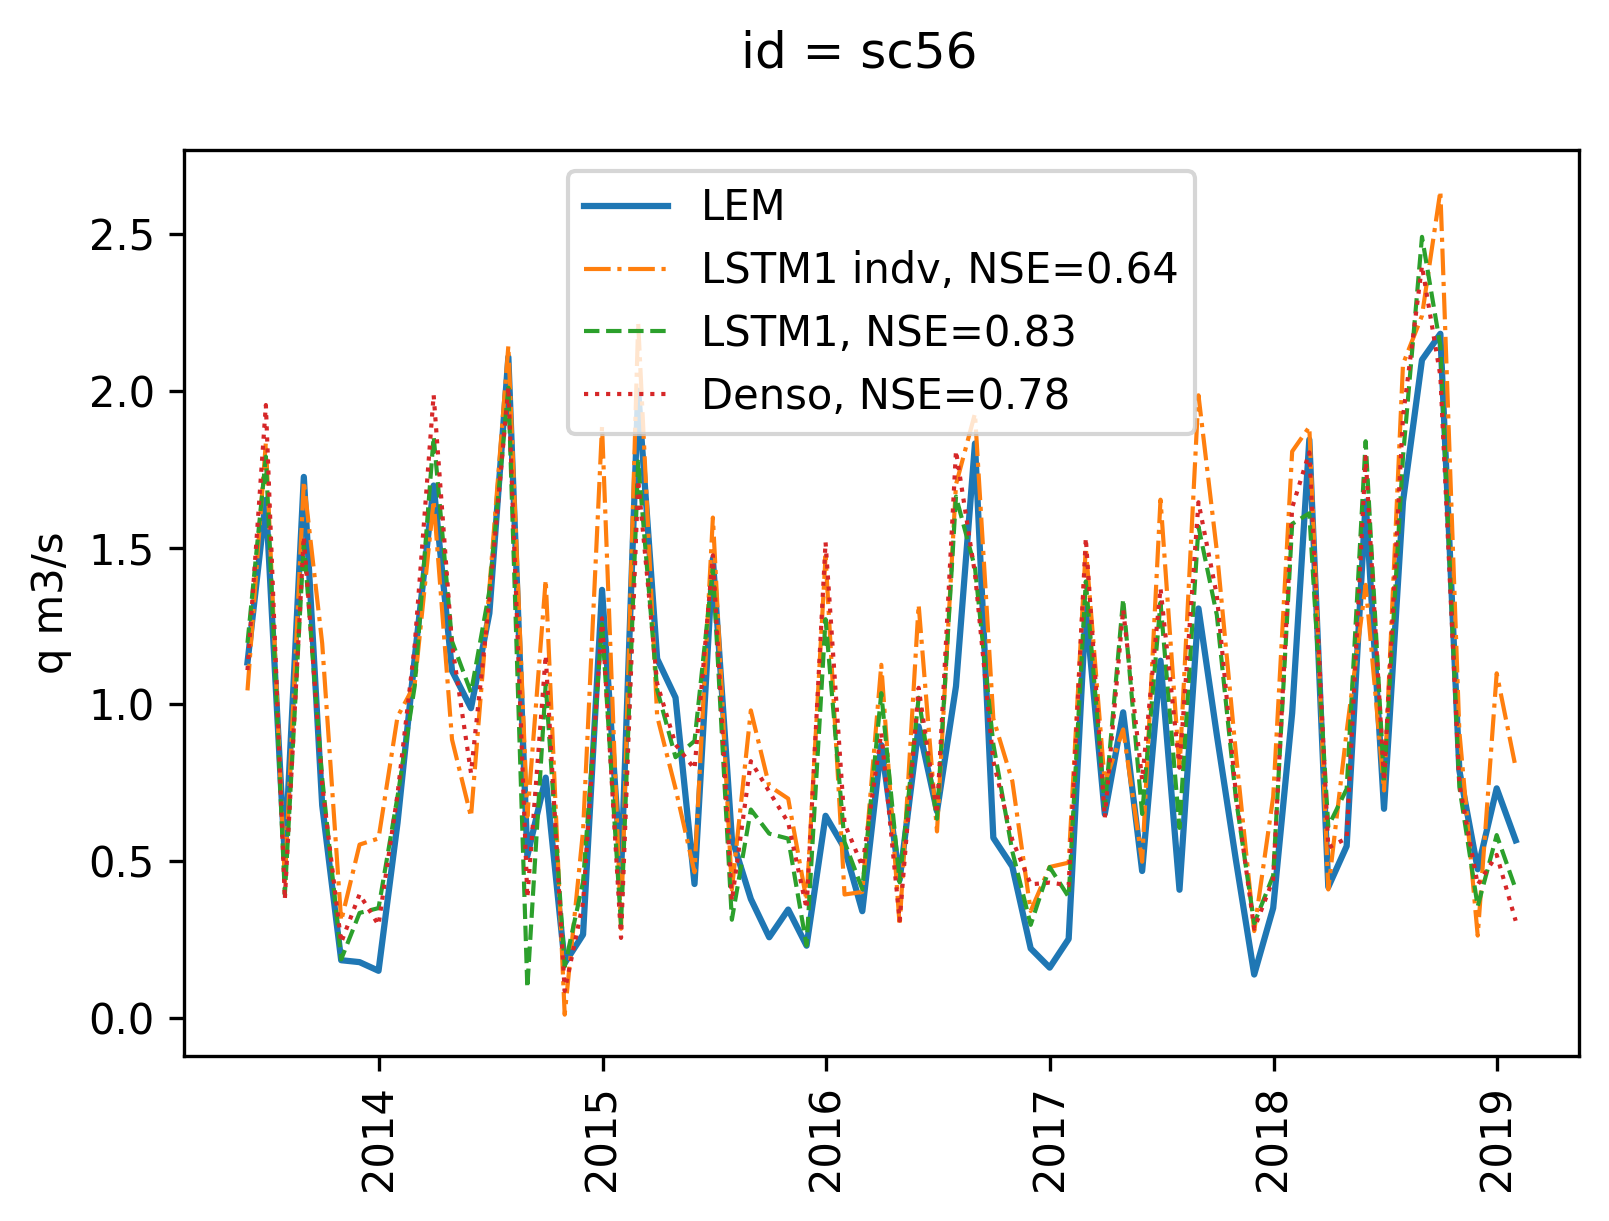 id = sc56
LEM
LSTM1 indv, NSE=0.64
LSTM1, NSE=0.83
Denso, NSE=0.78
q m3/s
2.5
2.0
1.5
1.0
0.5
0.0
2014
2015
2016
2017
2018
2019